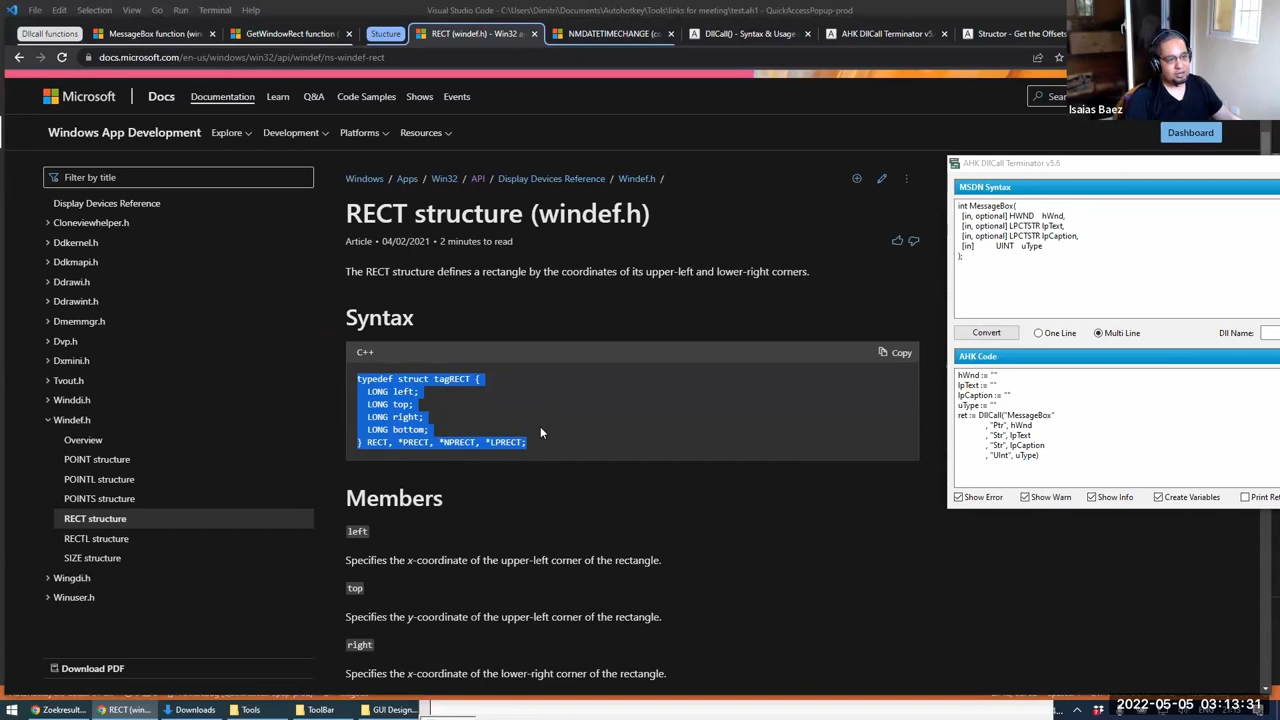 File Edit Selection View Go Run Terminal Help
Visual Studio Code - C:\Users\Dimitri\Documents\Autohotkey\Tools\links for meeting\test.ah1 - QuickAccessPopup-prod
Dllcall functions
MessageBox function (win
GetWindowRect function (
Stucture
RECT (windef.h) - Win32 ap
NMDATETIMECHANGE (co
DllCall() - Syntax & Usage
AHK DllCall Terminator v5.6
Structor - Get the Offsets
docs.microsoft.com/en-us/windows/win32/api/windef/ns-windef-rect
Isaias Baez
Microsoft
Docs Documentation Learn Q&A Code Samples Shows Events
Sea
Windows App Development Explore Development Platforms Resources
Dashboard
Filter by title
Display Devices Reference
Cloneviewhelper.h
Ddkernel.h
Ddkmapi.h
Ddrawi.h
Ddrawint.h
Dmemmgr.h
Dvp.h
Dxmini.h
Tvout.h
Winddi.h
Windef.h
Overview
POINT structure
POINTL structure
POINTS structure
RECT structure
RECTL structure
SIZE structure
Wingdi.h
Winuser.h
Download PDF
Windows / Apps / Win32 / API / Display Devices Reference / Windef.h /
RECT structure (windef.h)
Article • 04/02/2021 • 2 minutes to read
The RECT structure defines a rectangle by the coordinates of its upper-left and lower-right corners.
Syntax
C++
Copy
typedef struct tagRECT {
LONG left;
LONG top;
LONG right;
LONG bottom;
} RECT, *PRECT, *NPRECT, *LPRECT;
Members
left
Specifies the x-coordinate of the upper-left corner of the rectangle.
top
Specifies the y-coordinate of the upper-left corner of the rectangle.
right
Specifies the x-coordinate of the lower-right corner of the rectangle.
AHK DllCall Terminator v5.6
MSDN Syntax
int MessageBox(
[in, optional] HWND hWnd,
[in, optional] LPCTSTR lpText,
[in, optional] LPCTSTR lpCaption,
[in] UINT uType
);
Convert
One Line
Multi Line
Dll Name:
AHK Code
hWnd := ""
lpText := ""
lpCaption := ""
uType := ""
ret := DllCall("MessageBox"
, "Ptr", hWnd
, "Str", lpText
, "Str", lpCaption
, "UInt", uType)
Show Error
Show Warn
Show Info
Create Variables
Print Ret
Zoekresult...
RECT (win...
Downloads
Tools
ToolBar
GUI Design...
2022-05-05 03:13:31